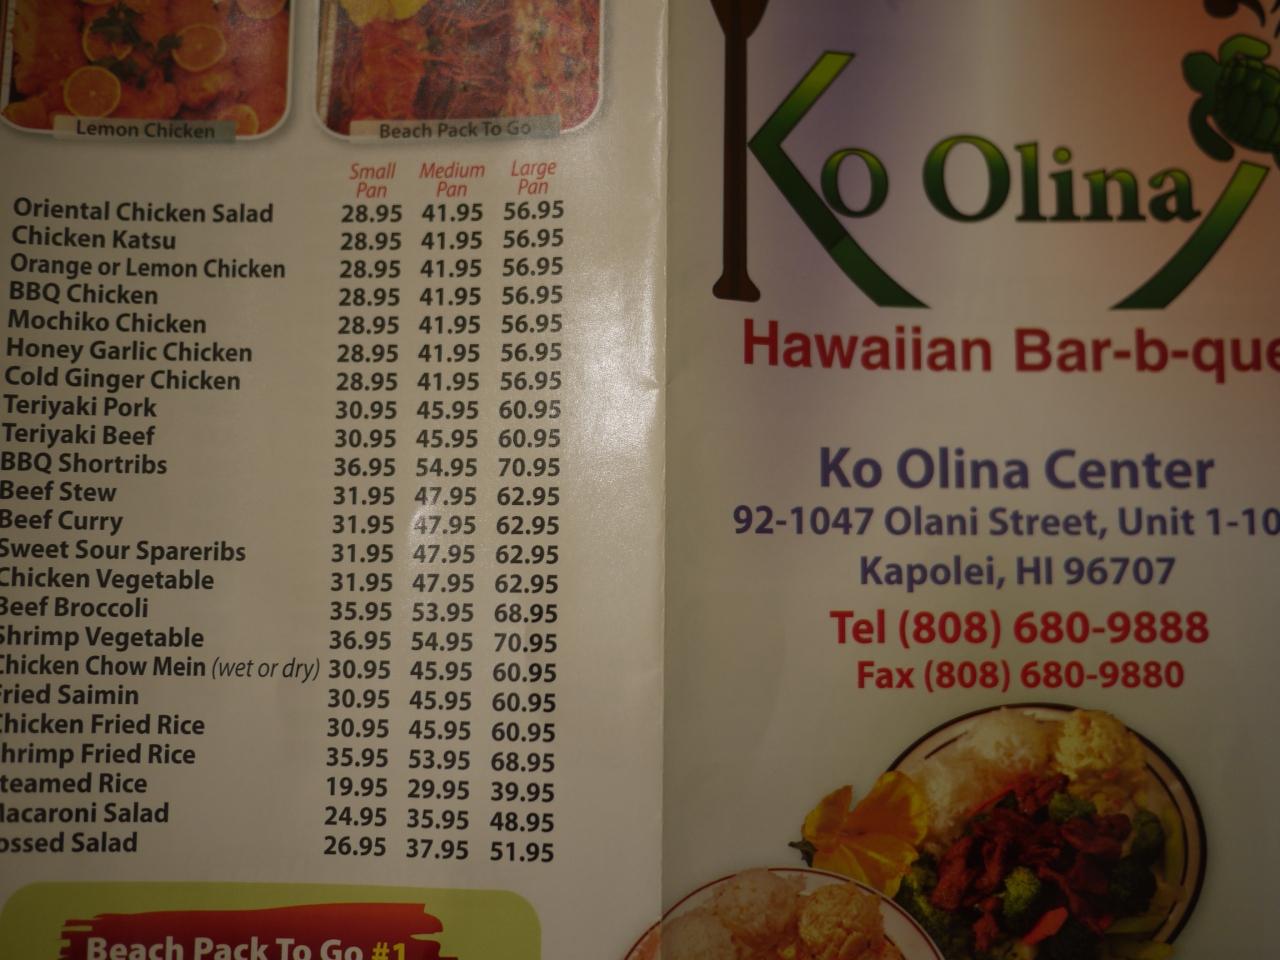 Lemon Chicken
Beach Pack To Go
Small Pan Medium Pan Large Pan
Oriental Chicken Salad 28.95 41.95 56.95
Chicken Katsu 28.95 41.95 56.95
Orange or Lemon Chicken 28.95 41.95 56.95
BBQ Chicken 28.95 41.95 56.95
Mochiko Chicken 28.95 41.95 56.95
Honey Garlic Chicken 28.95 41.95 56.95
Cold Ginger Chicken 28.95 41.95 56.95
Teriyaki Pork 30.95 45.95 60.95
Teriyaki Beef 30.95 45.95 60.95
BBQ Shortribs 36.95 54.95 70.95
Beef Stew 31.95 47.95 62.95
Beef Curry 31.95 47.95 62.95
Sweet Sour Spareribs 31.95 47.95 62.95
Chicken Vegetable 31.95 47.95 62.95
Beef Broccoli 35.95 53.95 68.95
Shrimp Vegetable 36.95 54.95 70.95
Chicken Chow Mein (wet or dry) 30.95 45.95 60.95
Fried Saimin 30.95 45.95 60.95
Chicken Fried Rice 30.95 45.95 60.95
hrimp Fried Rice 35.95 53.95 68.95
teamed Rice 19.95 29.95 39.95
acaroni Salad 24.95 35.95 48.95
ossed Salad 26.95 37.95 51.95
Beach Pack To Go #1
Ko Olina
Hawaiian Bar-b-que
Ko Olina Center
92-1047 Olani Street, Unit 1-10
Kapolei, HI 96707
Tel (808) 680-9888
Fax (808) 680-9880